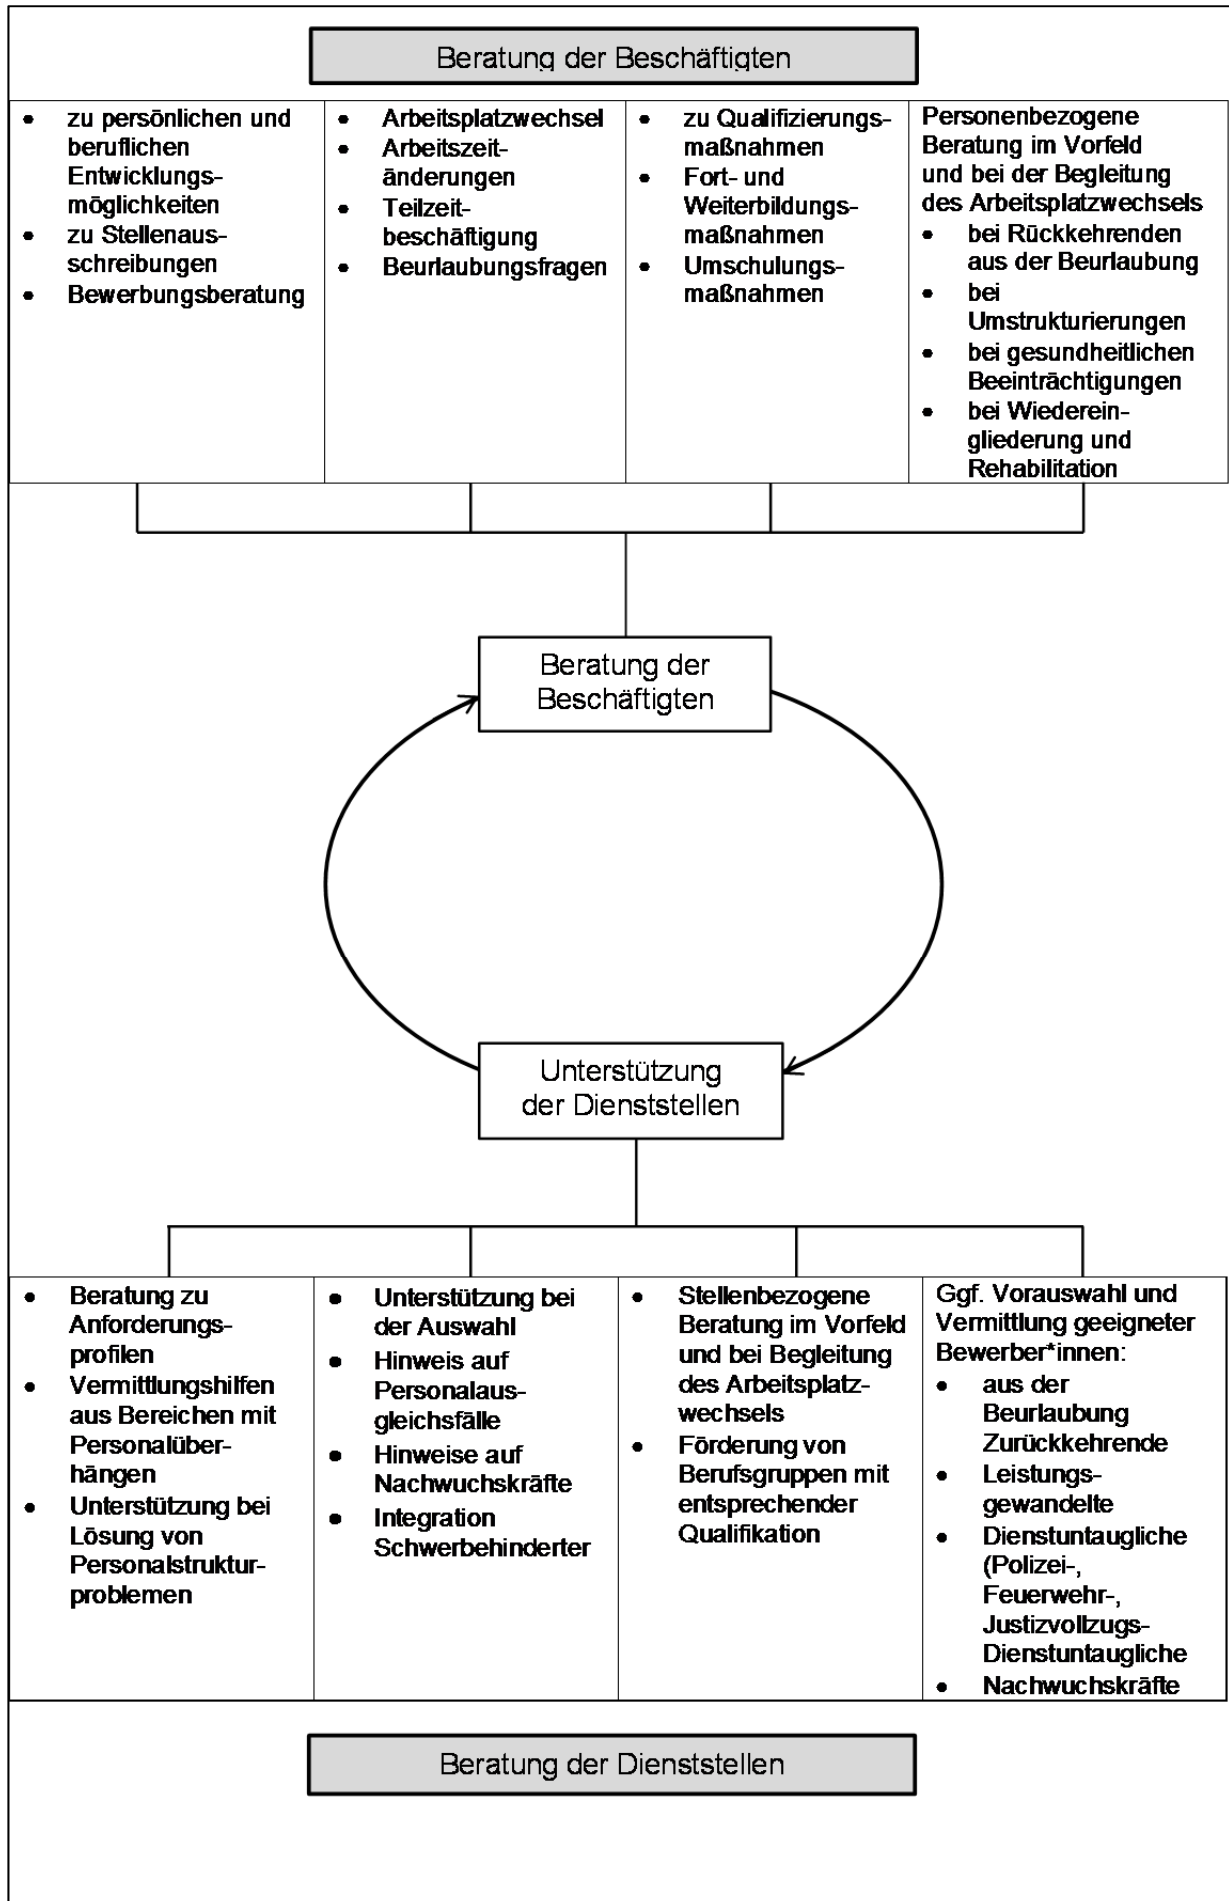 Beratung der Beschäftigten
• zu persönlichen und
beruflichen
Entwicklungs-
möglichkeiten
• zu Stellenaus-
schreibungen
• Bewerbungsberatung
• Arbeitsplatzwechsel
• Arbeitszeit-
änderungen
• Teilzeit-
beschäftigung
• Beurlaubungsfragen
• zu Qualifizierungs-
maßnahmen
• Fort- und
Weiterbildungs-
maßnahmen
• Umschulungs-
maßnahmen
Personenbezogene
Beratung im Vorfeld
und bei der Begleitung
des Arbeitsplatzwechsels
• bei Rückkehrenden
aus der Beurlaubung
• bei
Umstrukturierungen
• bei gesundheitlichen
Beeinträchtigungen
• bei Wiederein-
gliederung und
Rehabilitation
Beratung der
Beschäftigten
Unterstützung
der Dienststellen
• Beratung zu
Anforderungs-
profilen
• Vermittlungshilfen
aus Bereichen mit
Personalüber-
hängen
• Unterstützung bei
Lösung von
Personalstruktur-
problemen
• Unterstützung bei
der Auswahl
• Hinweis auf
Personalaus-
gleichsfälle
• Hinweise auf
Nachwuchskräfte
• Integration
Schwerbehinderter
• Stellenbezogene
Beratung im Vorfeld
und bei Begleitung
des Arbeitsplatz-
wechsels
• Förderung von
Berufsgruppen mit
entsprechender
Qualifikation
Ggf. Vorauswahl und
Vermittlung geeigneter
Bewerber*innen:
• aus der
Beurlaubung
Zurückkehrende
• Leistungs-
gewandelte
• Dienstuntaugliche
(Polizei-,
Feuerwehr-,
Justizvollzugs-
Dienstuntaugliche
• Nachwuchskräfte
Beratung der Dienststellen